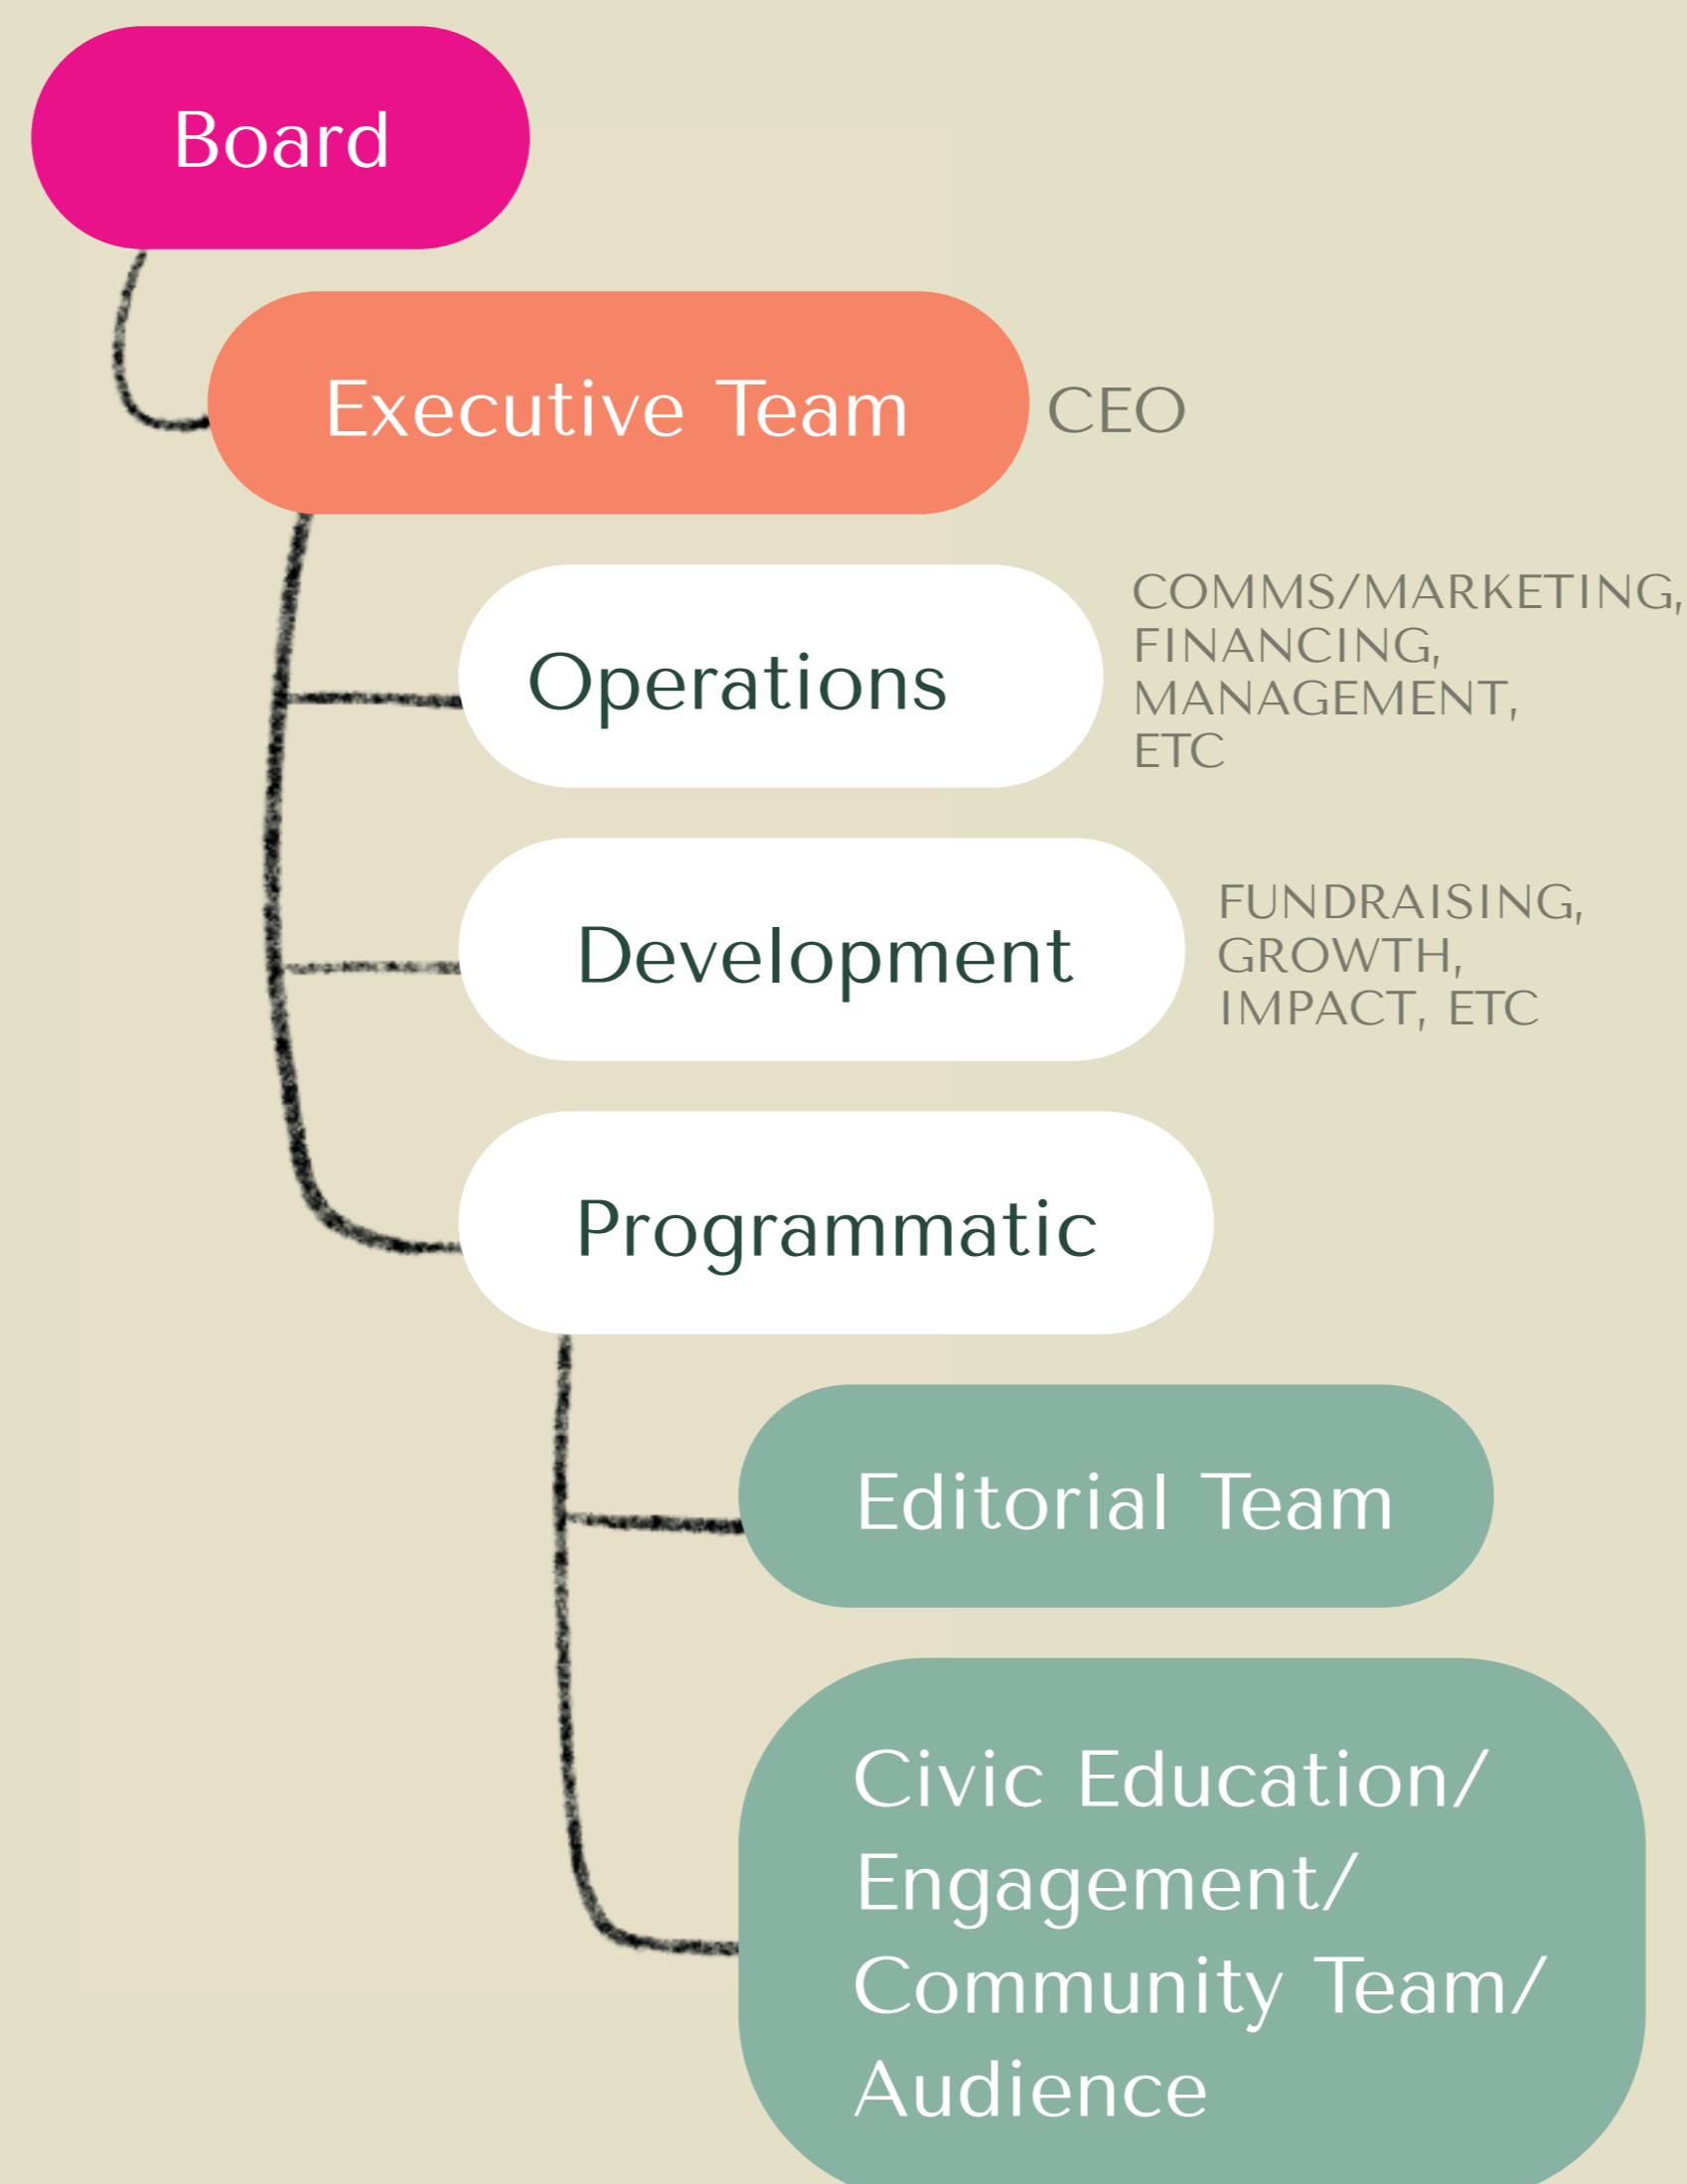 Board
Executive Team
CEO
Operations
COMMS/MARKETING,
FINANCING,
MANAGEMENT,
ETC
Development
FUNDRAISING,
GROWTH,
IMPACT, ETC
Programmatic
Editorial Team
Civic Education/
Engagement/
Community Team/
Audience